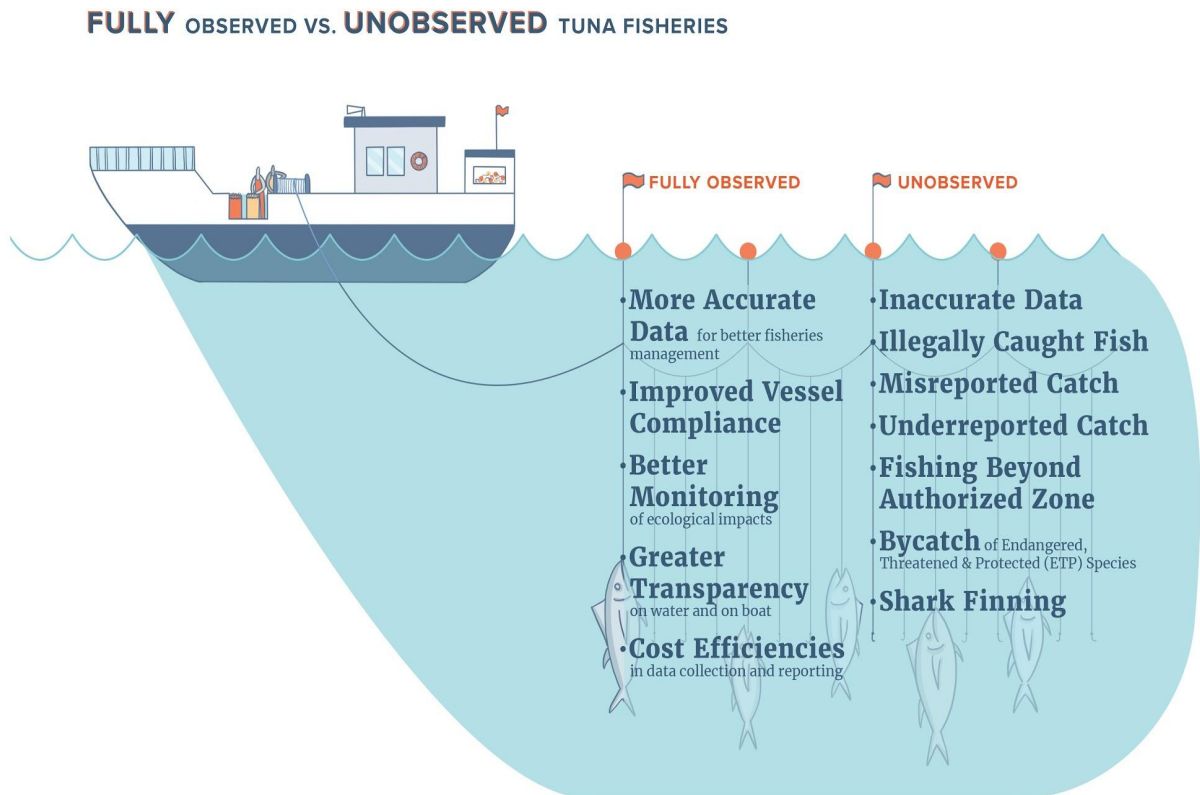 FULLY OBSERVED VS. UNOBSERVED TUNA FISHERIES
FULLY OBSERVED
•More Accurate
Data for better fisheries
management
•Improved Vessel
Compliance
•Better
Monitoring
of ecological impacts
•Greater
Transparency
on water and on boat
•Cost Efficiencies
in data collection and reporting
UNOBSERVED
•Inaccurate Data
•Illegally Caught Fish
•Misreported Catch
•Underreported Catch
•Fishing Beyond
Authorized Zone
•Bycatch of Endangered,
Threatened & Protected (ETP) Species
•Shark Finning